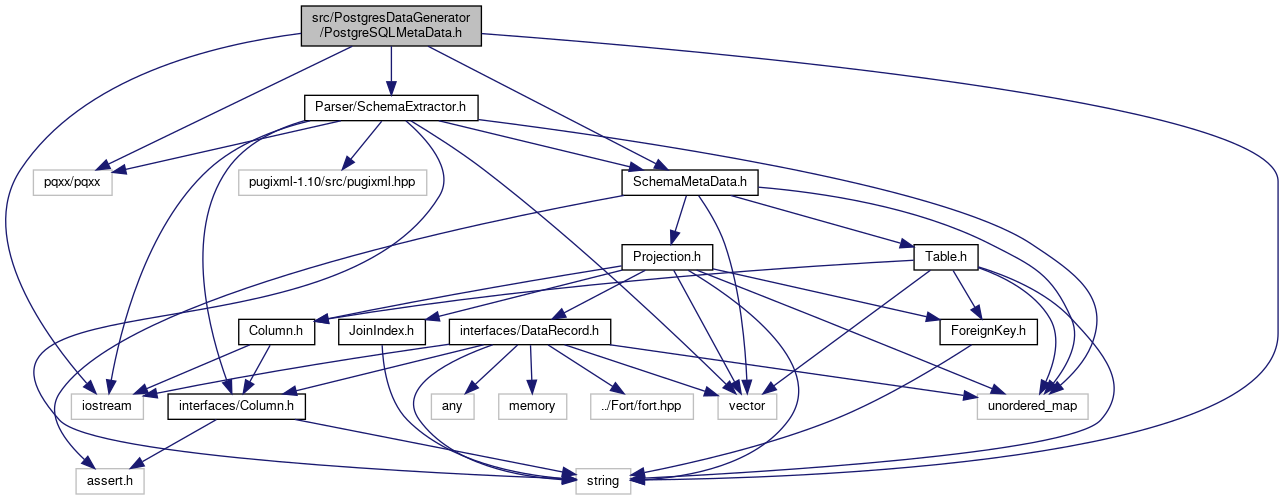 src/PostgresDataGenerator
/PostgreSQLMetaData.h
Parser/SchemaExtractor.h
pqxx/pqxx
pugixml-1.10/src/pugixml.hpp
SchemaMetaData.h
Projection.h
Table.h
Column.h
JoinIndex.h
interfaces/DataRecord.h
ForeignKey.h
iostream
interfaces/Column.h
any
memory
../Fort/fort.hpp
vector
unordered_map
assert.h
string